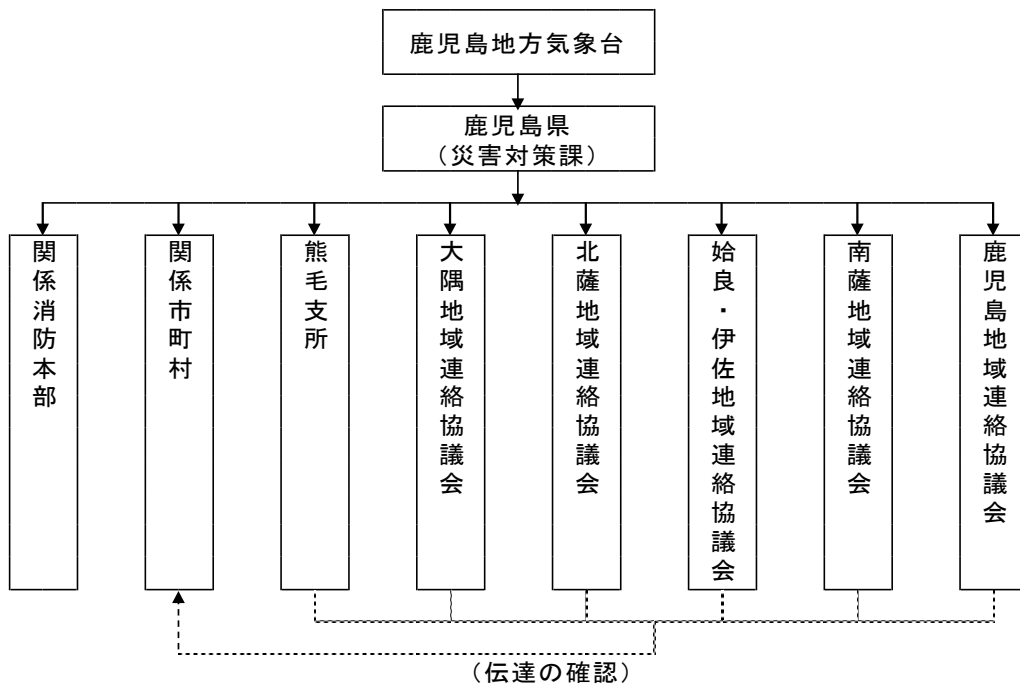 鹿児島地方気象台
鹿児島県
（災害対策課）
関係消防本部
関係市町村
熊毛支所
大隅地域連絡協議会
北薩地域連絡協議会
姶良・伊佐地域連絡協議会
南薩地域連絡協議会
鹿児島地域連絡協議会
（伝達の確認）